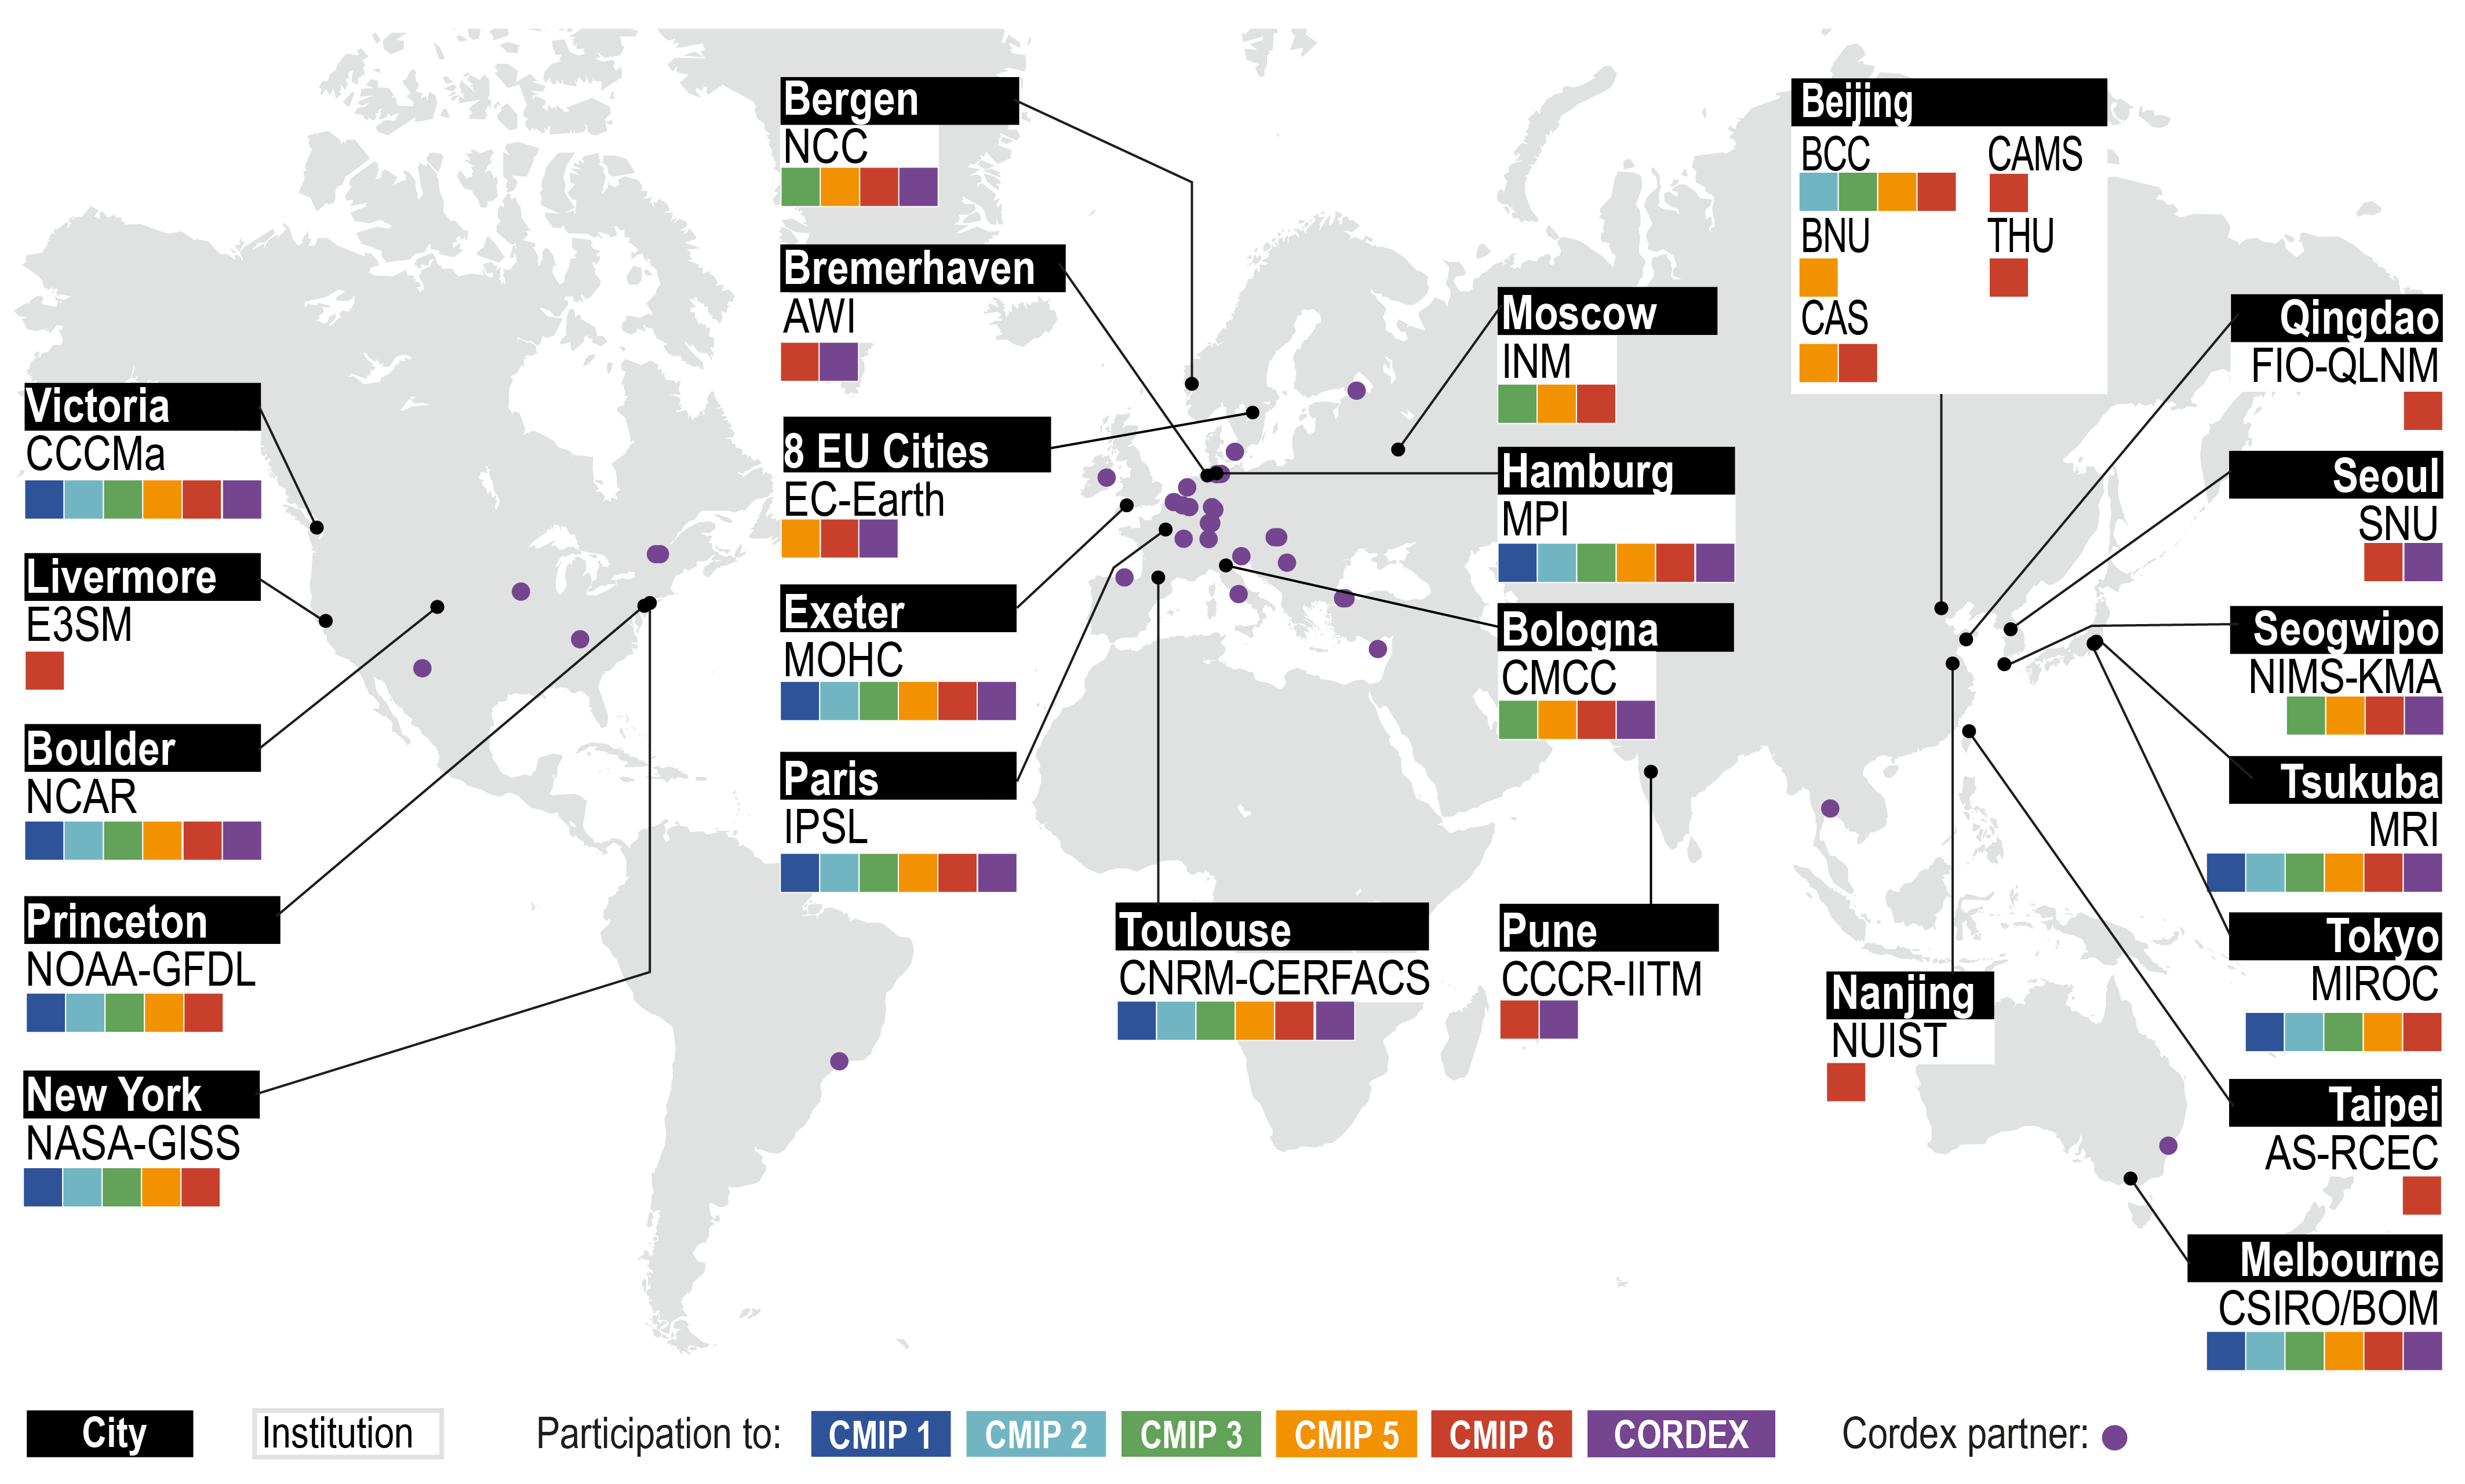 Bergen
NCC
Bremerhaven
AWI
8 EU Cities
EC-Earth
Exeter
MOHC
Paris
IPSL
Victoria
CCCMa
Livermore
E3SM
Boulder
NCAR
Princeton
NOAA-GFDL
New York
NASA-GISS
Moscow
INM
Hamburg
MPI
Bologna
CMCC
Toulouse
CNRM-CERFACS
Pune
CCCR-IITM
Beijing
BCC CAMS
BNU THU
CAS
Nanjing
NUIST
Qingdao
FIO-QLNM
Seoul
SNU
Seogwipo
NIMS-KMA
Tsukuba
MRI
Tokyo
MIROC
Taipei
AS-RCEC
Melbourne
CSIRO/BOM
City Institution Participation to: CMIP 1 CMIP 2 CMIP 3 CMIP 5 CMIP 6 CORDEX Cordex partner: